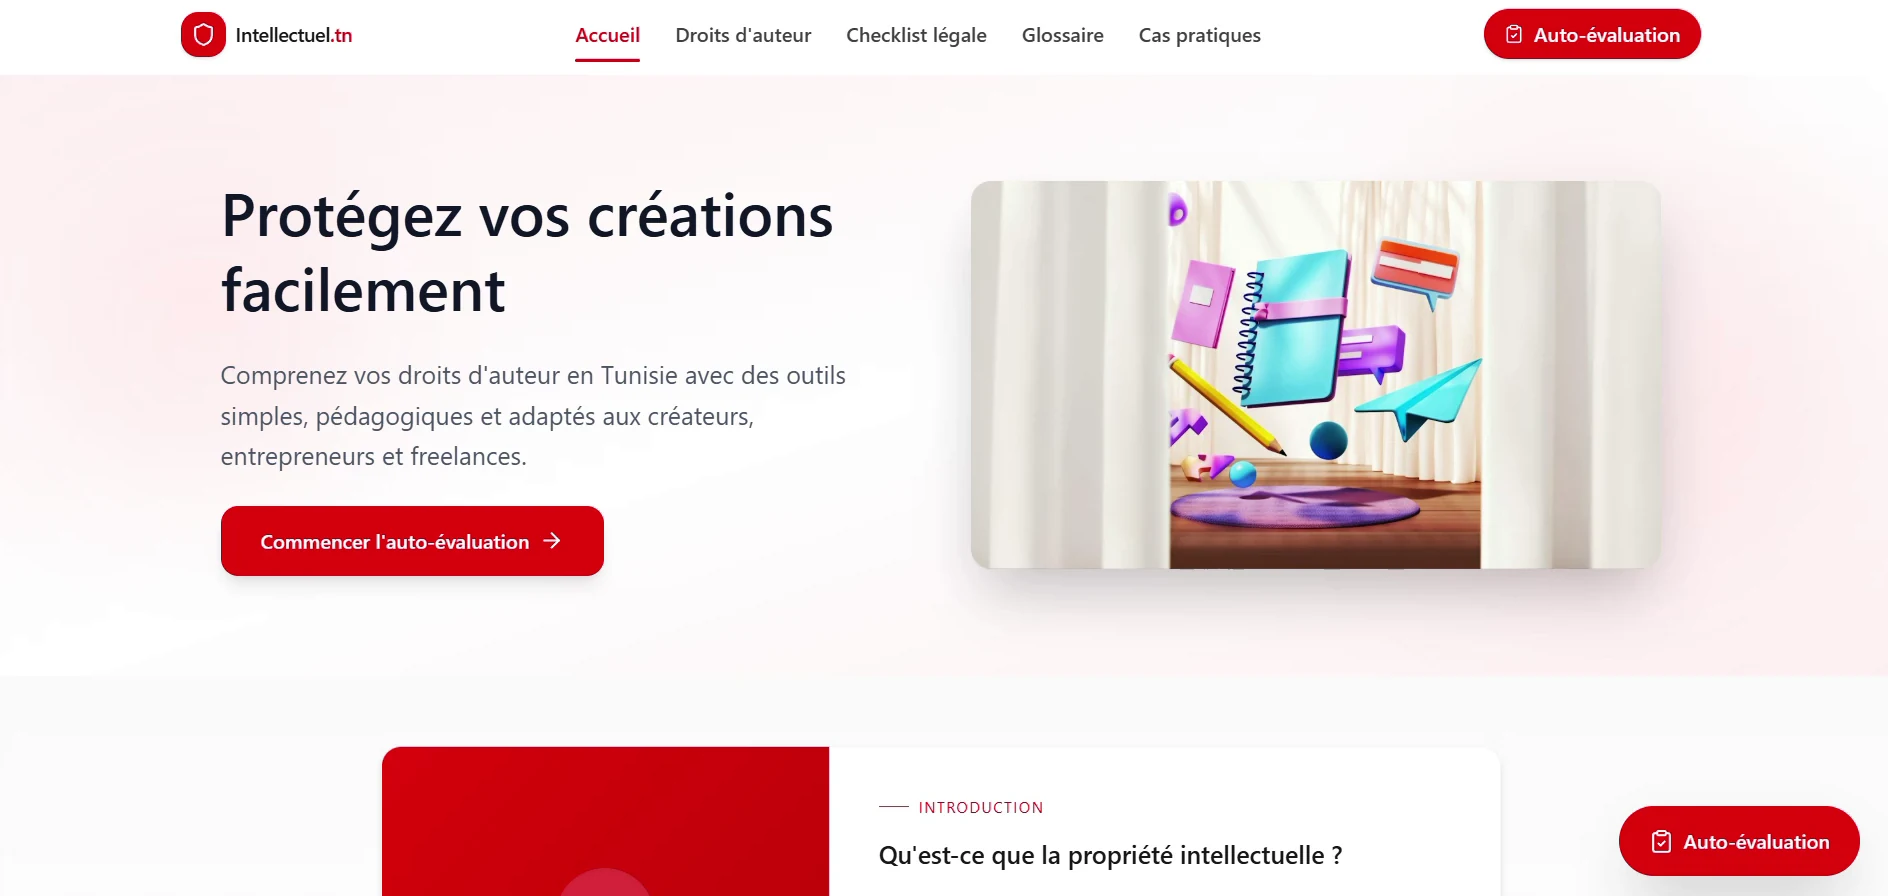 Intellectuel.tn
Accueil
Droits d'auteur
Checklist légale
Glossaire
Cas pratiques
Auto-évaluation
Protégez vos créations
facilement
Comprenez vos droits d'auteur en Tunisie avec des outils
simples, pédagogiques et adaptés aux créateurs,
entrepreneurs et freelances.
Commencer l'auto-évaluation
INTRODUCTION
Qu'est-ce que la propriété intellectuelle ?
Auto-évaluation